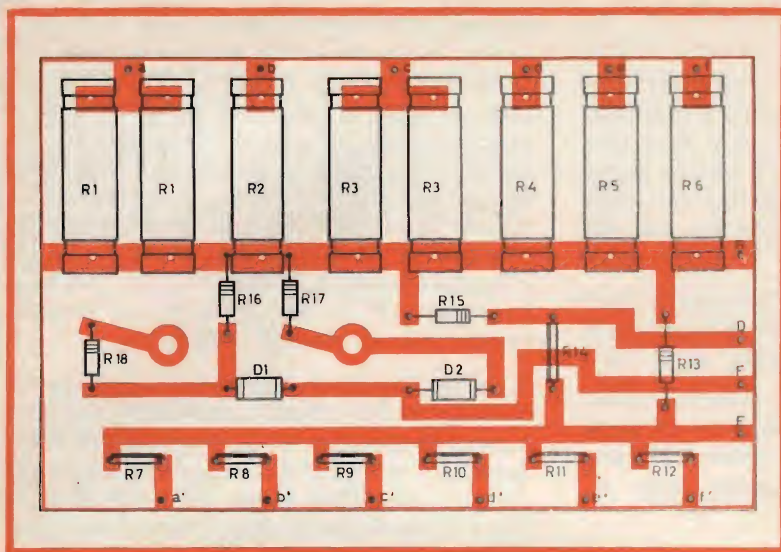 a b c d e f
R1 R1 R2 R3 R3 R4 R5 R6
R16 R17 R15
D
R18 R14 R13
D1 D2
F
E
R7 R8 R9 R10 R11 R12
a' b' c' d' e' f'